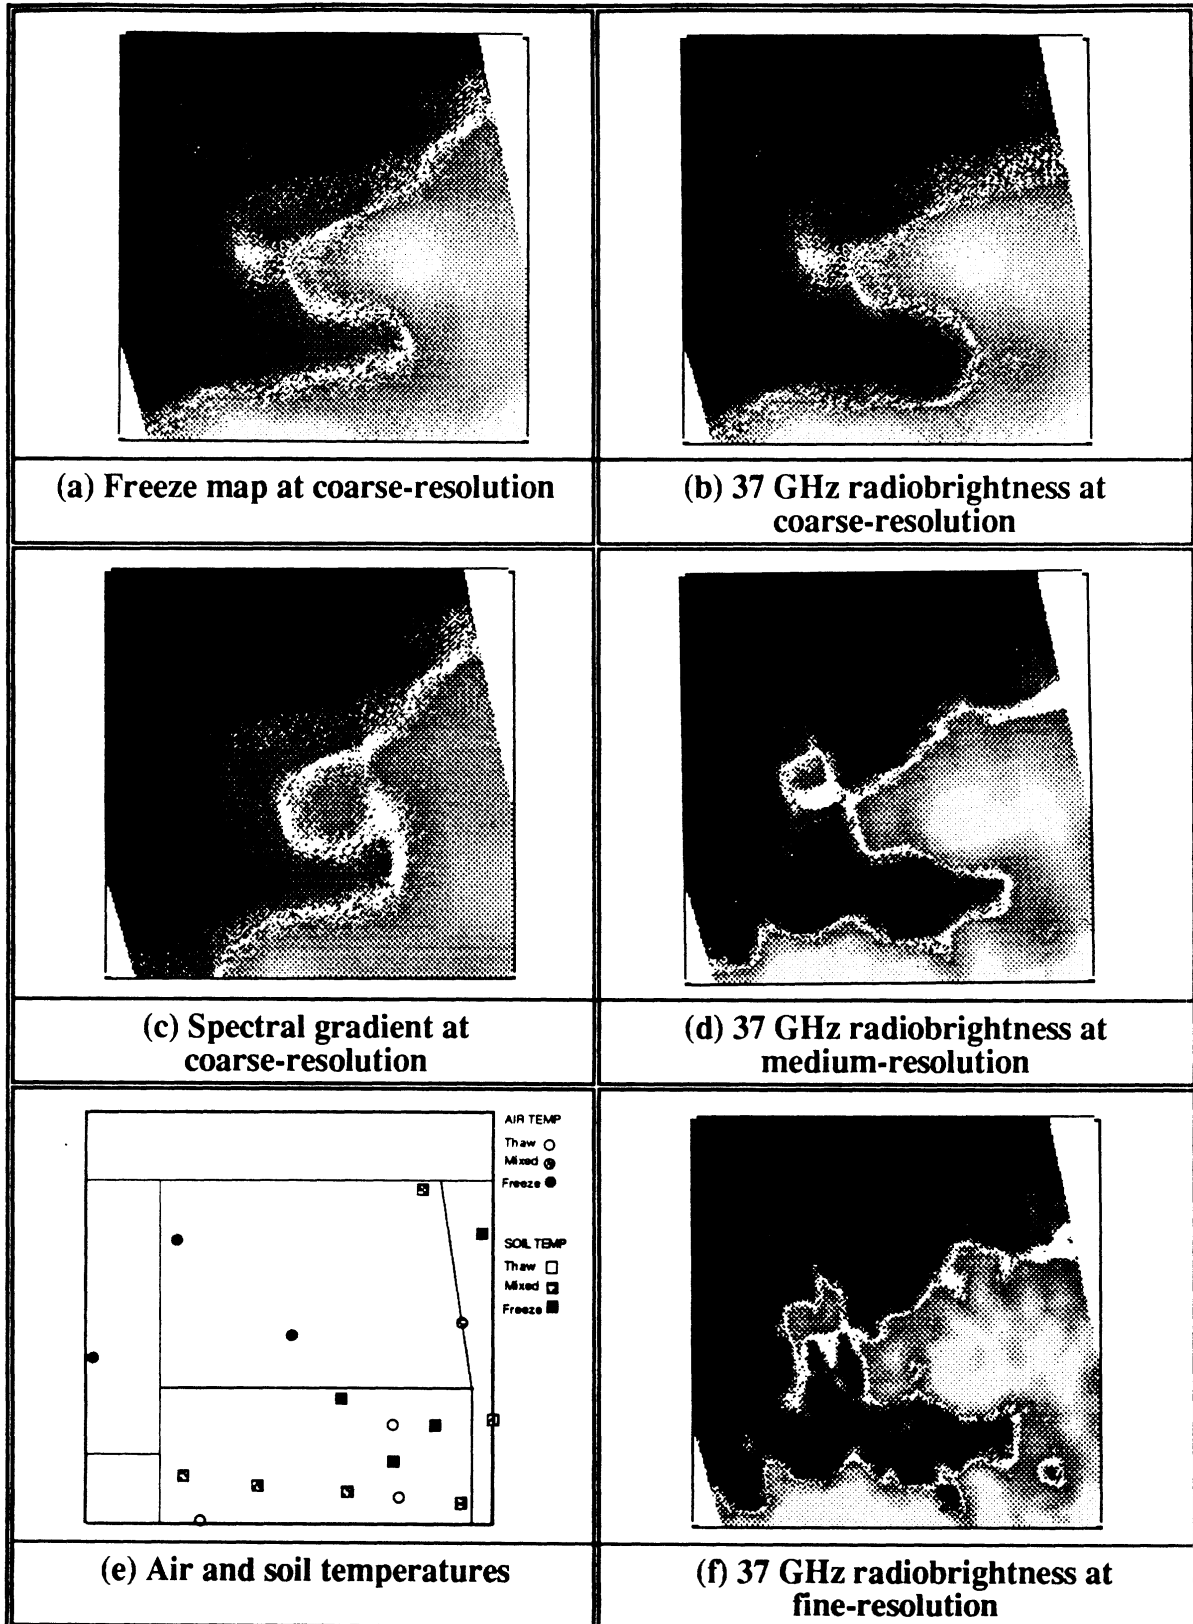 (a) Freeze map at coarse-resolution
(b) 37 GHz radiobrightness at
coarse-resolution
(c) Spectral gradient at
coarse-resolution
(d) 37 GHz radiobrightness at
medium-resolution
AIR TEMP
Thaw
Mixed
Freeze
SOIL TEMP
Thaw
Mixed
Freeze
(e) Air and soil temperatures
(f) 37 GHz radiobrightness at
fine-resolution